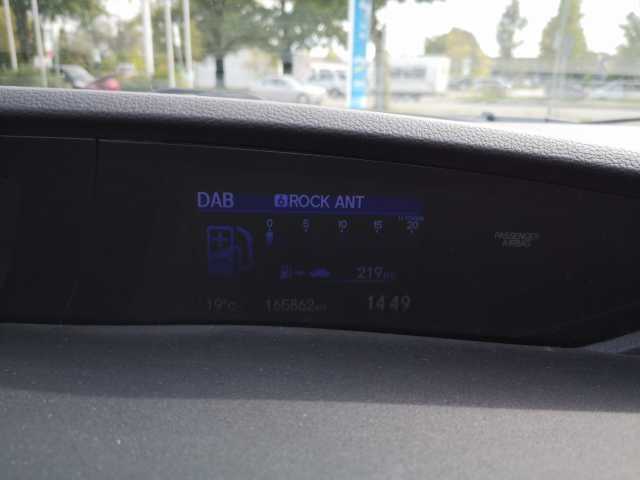 DAB 6 ROCK ANT
0 5 10 15 20
219
PASSENGER AIRBAG
19°C 165862 14:49